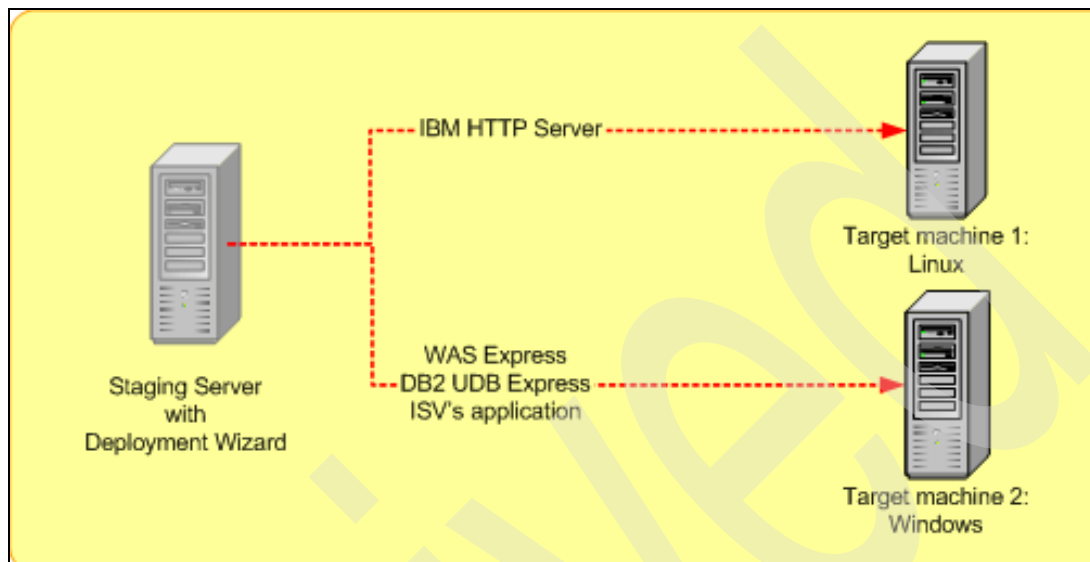 IBM HTTP Server
Target machine 1:
Linux
Staging Server
with
Deployment Wizard
WAS Express
DB2 UDB Express
ISV's application
Target machine 2:
Windows